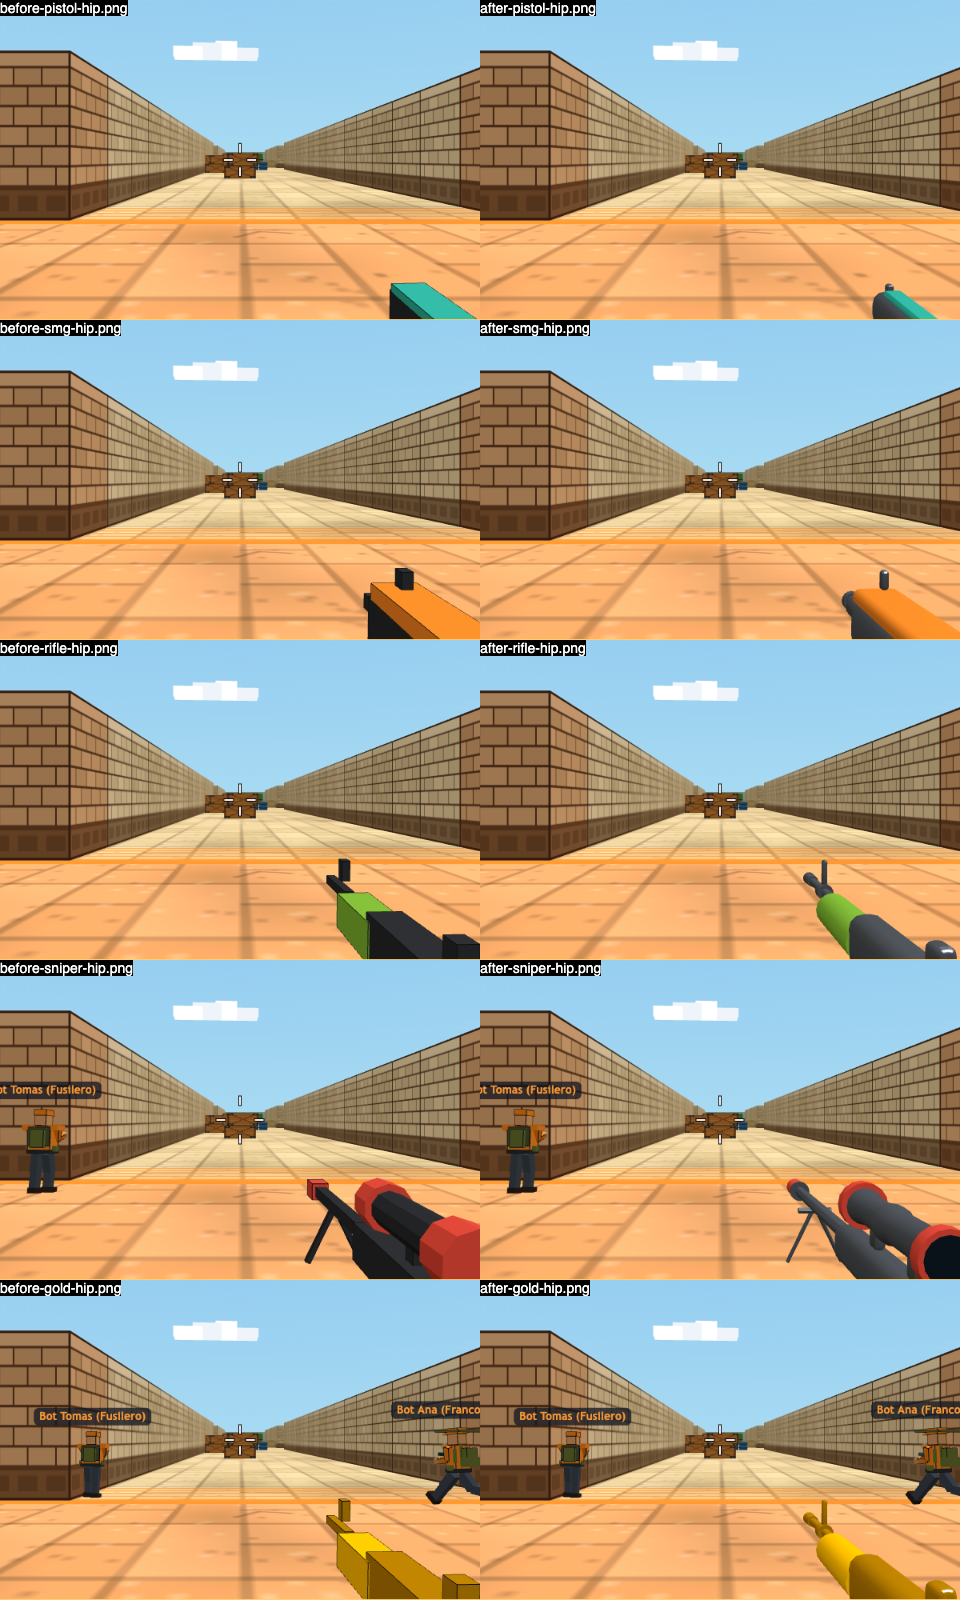 before-pistol-hip.png
after-pistol-hip.png
before-smg-hip.png
after-smg-hip.png
before-rifle-hip.png
after-rifle-hip.png
before-sniper-hip.png
after-sniper-hip.png
ot Tomas (Fusilero)
ot Tomas (Fusilero)
before-gold-hip.png
after-gold-hip.png
Bot Tomas (Fusilero)
Bot Ana (Franco
Bot Tomas (Fusilero)
Bot Ana (Franco